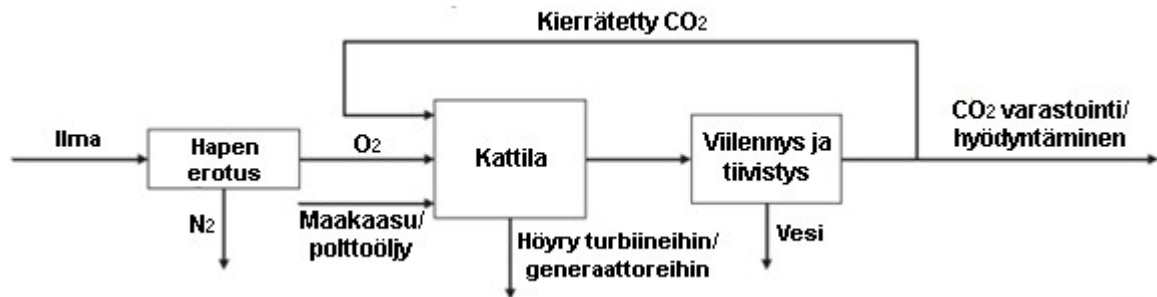 Kierrätetty CO2
Ilma
Hapen
erotus
O2
N2
Maakaasu/
polttoöljy
Kattila
Höyry turbiineihin/
generaattoreihin
Viilennys ja
tiivistys
Vesi
CO2 varastointi/
hyödyntäminen